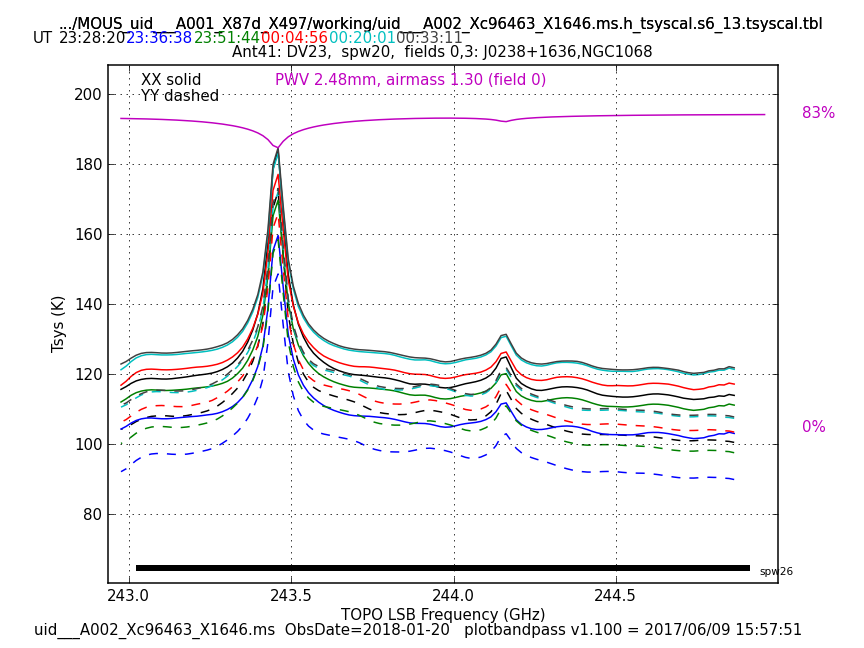 .../MOUS_uid___A001_X87d_X497/working/uid___A002_Xc96463_X1646.ms.h_tsyscal.s6_13.tsyscal.tbl
UT 23:28:20 23:36:38 23:51:44 00:04:56 00:20:01 00:33:11
Ant41: DV23, spw20, fields 0,3: J0238+1636,NGC1068
XX solid
PWV 2.48mm, airmass 1.30 (field 0)
YY dashed
83%
0%
200
180
160
140
120
100
80
Tsys (K)
spw26
243.0 243.5 244.0 244.5
TOPO LSB Frequency (GHz)
uid___A002_Xc96463_X1646.ms ObsDate=2018-01-20 plotbandpass v1.100 = 2017/06/09 15:57:51